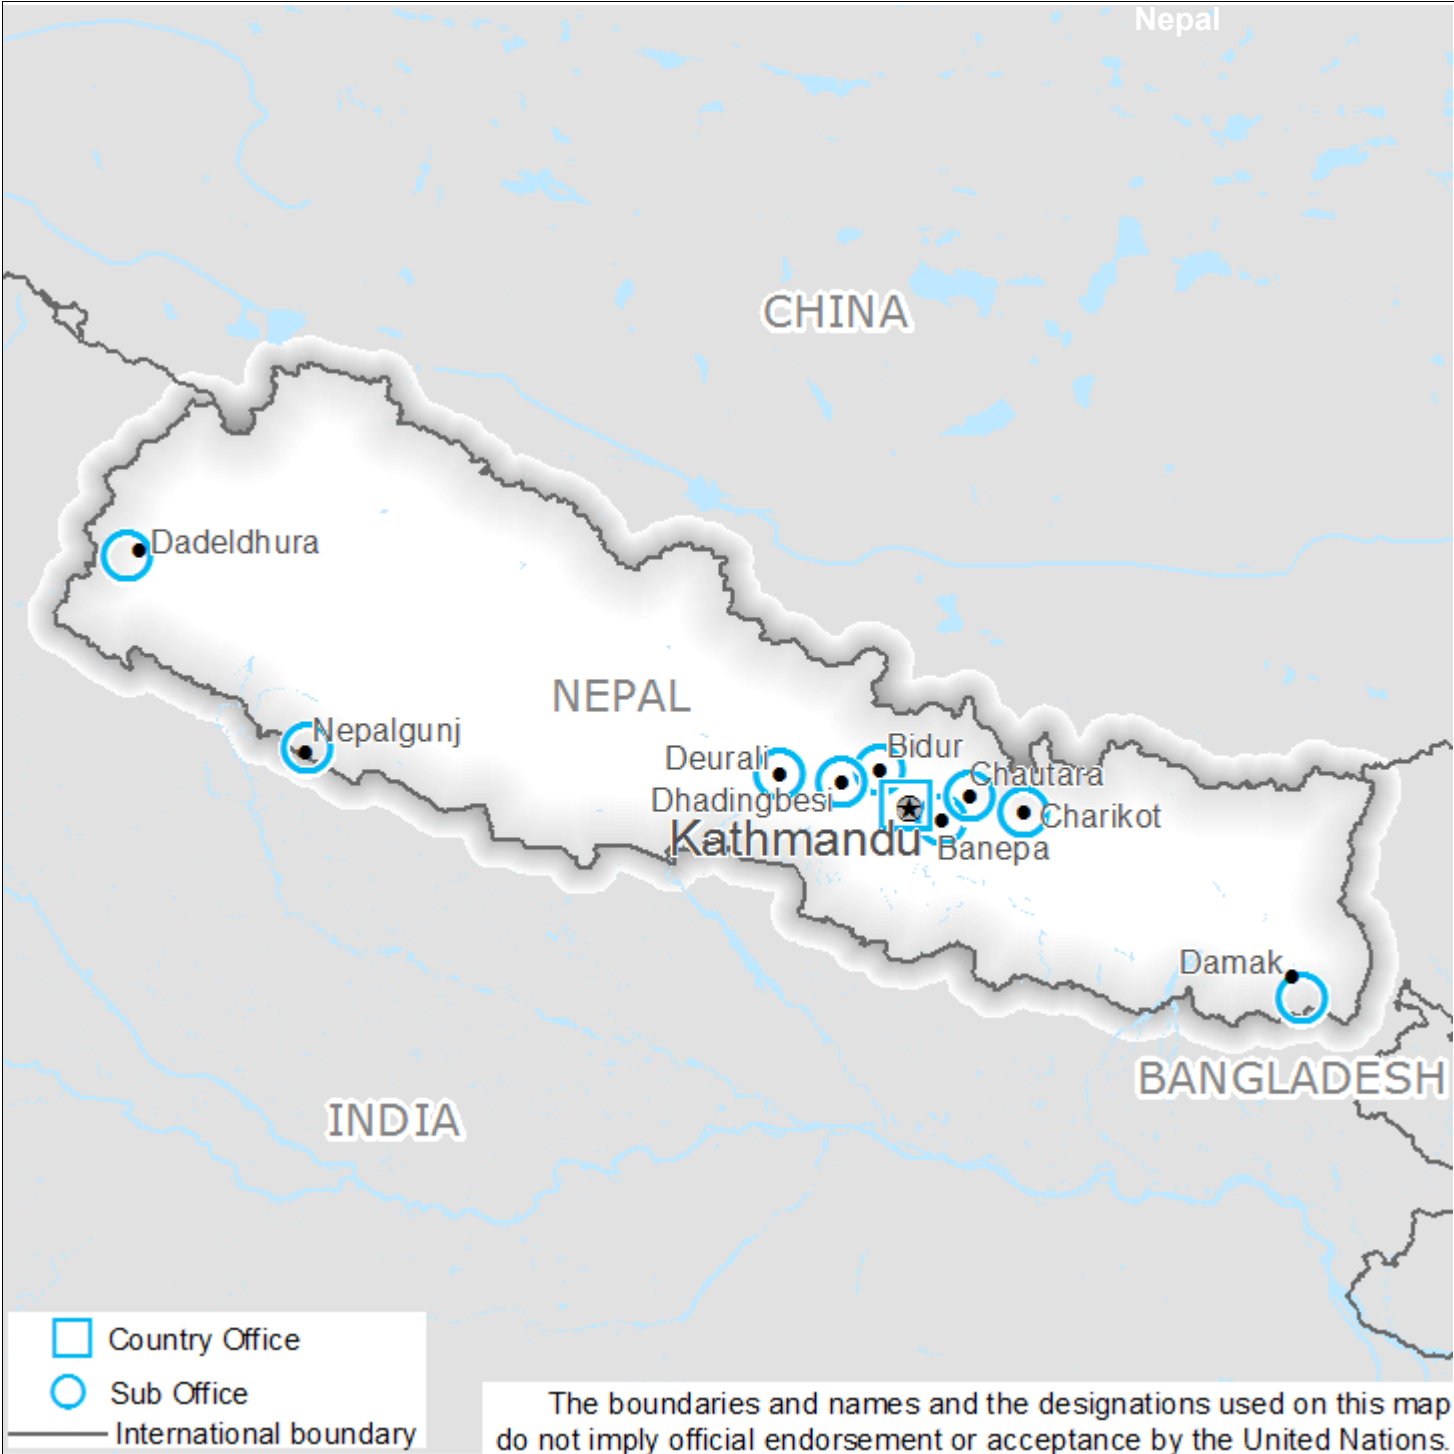 Nepal
CHINA
Dadeldhura
NEPAL
Nepalgunj
Bidur
Deurali
Chautara
Dhadingbesi
Charikot
Kathmandu
Banepa
Damak
BANGLADESH
INDIA
Country Office
Sub Office
International boundary
The boundaries and names and the designations used on this map
do not imply official endorsement or acceptance by the United Nations.